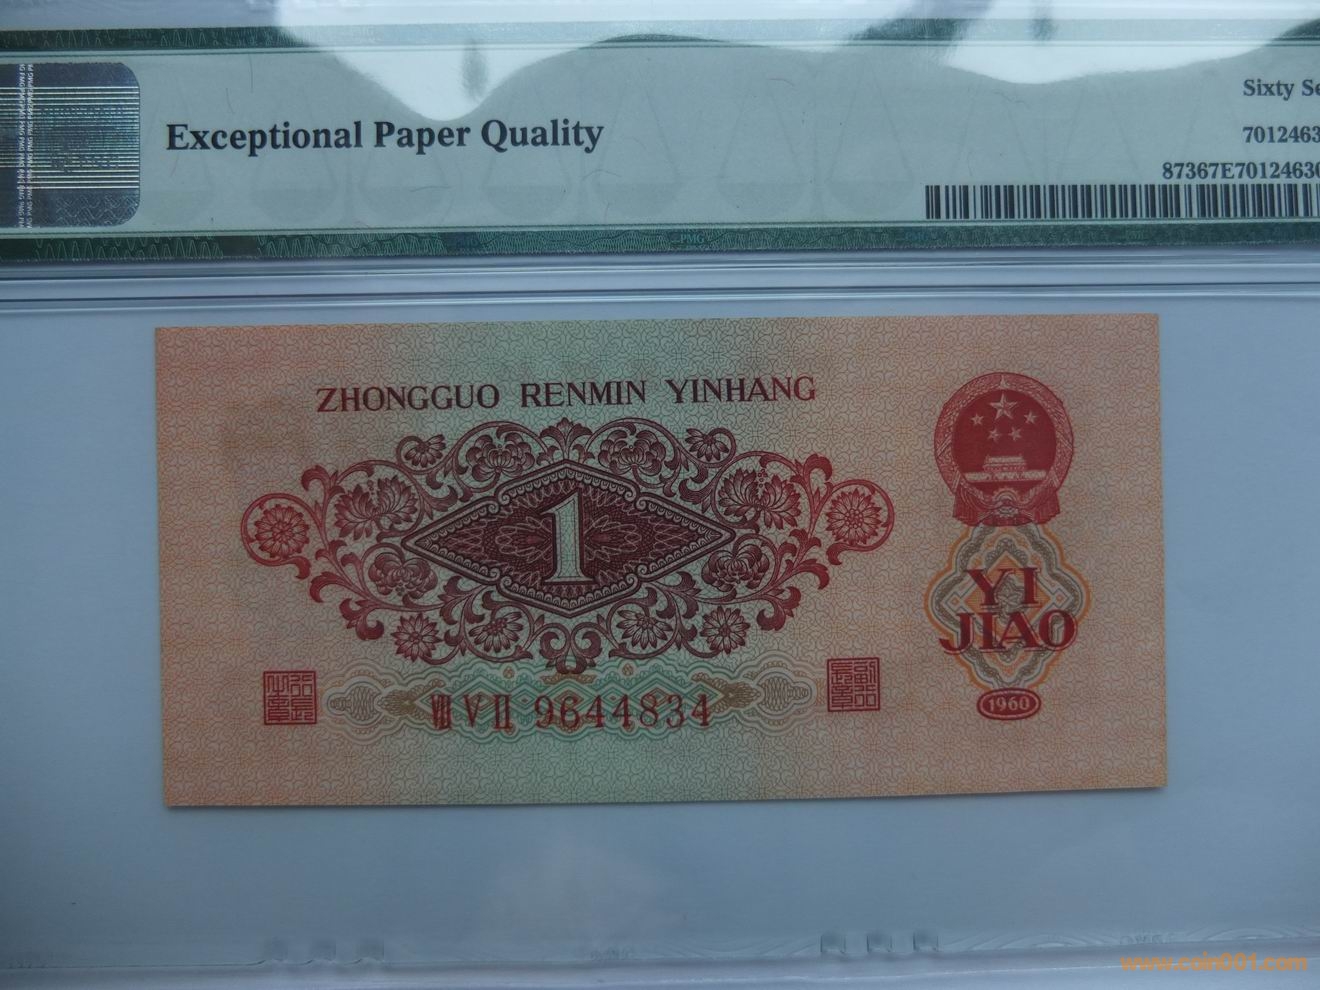 Exceptional Paper Quality
Sixty Se
7012463
87367E7012463
PMG
ZHONGGUO RENMIN YINHANG
1
YI
JIAO
VIII V II 9644834
1960
www.coin001.com